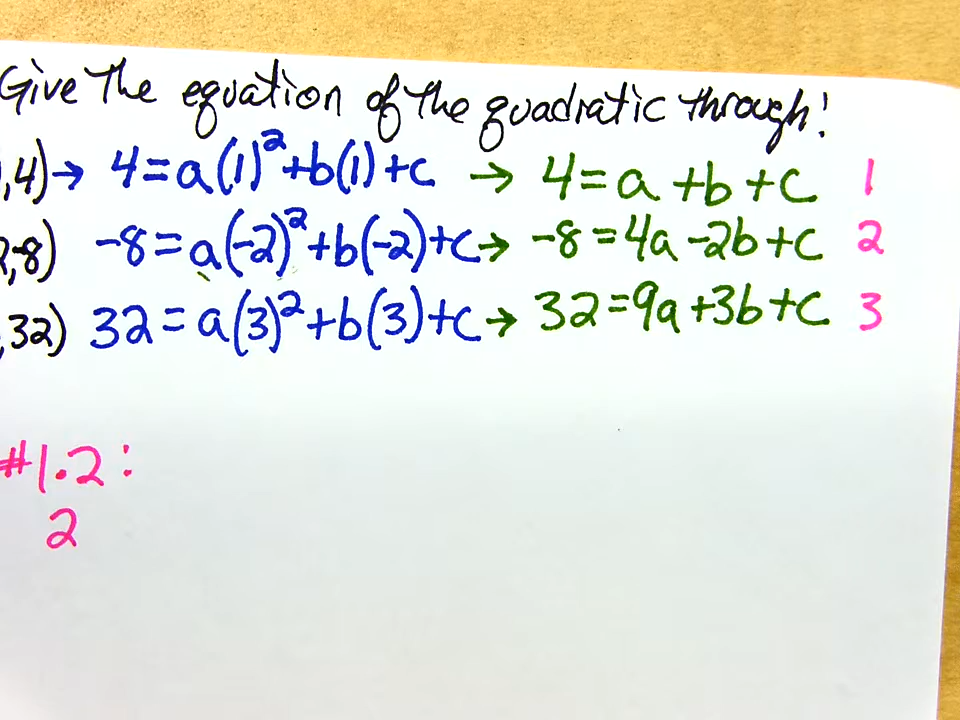 Give the equation of the quadratic through!
,4) → 4=a(1)²+b(1)+c → 4=a+b+c 1
2,-8) -8=a(-2)²+b(-2)+c → -8=4a-2b+c 2
,32) 32=a(3)²+b(3)+c → 32=9a+3b+c 3
#1·2:
2